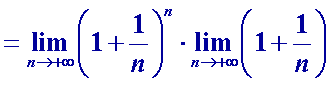 = lim_{n→+∞} (1 + 1/n)^n · lim_{n→+∞} (1 + 1/n)